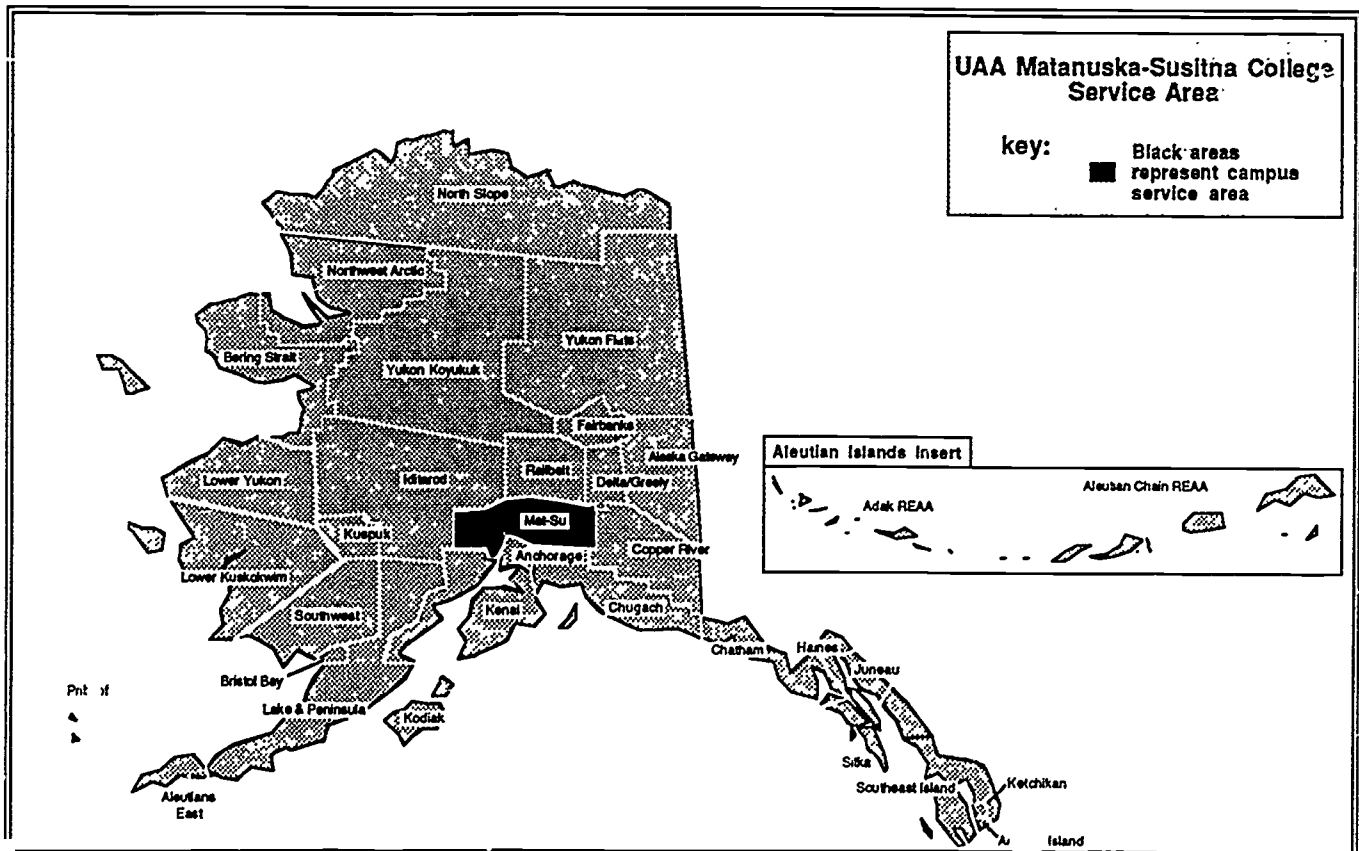 UAA Matanuska-Susitna College
Service Area
key:
Black areas
represent campus
service area
North Slope
Northwest Arctic
Bering Strait
Yukon Flats
Yukon Koyukuk
Fairbanks
Alaska Gateway
Railbelt
Delta/Greely
Iditarod
Lower Yukon
Mat-Su
Kuspuk
Anchorage
Copper River
Lower Kuskokwim
Southwest
Kenai
Chugach
Bristol Bay
Lake & Peninsula
Kodiak
Aleutians
East
Chatham
Haines
Juneau
Sitka
Southeast Island
Ketchikan
Island
Aleutian Islands Insert
Adak REAA
Aleutian Chain REAA